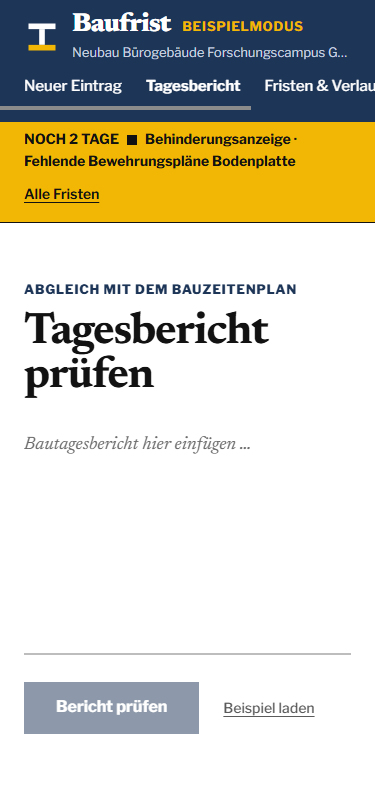 Baufrist BEISPIELMODUS
Neubau Bürogebäude Forschungscampus G...
Neuer Eintrag Tagesbericht Fristen & Verlau
NOCH 2 TAGE ■ Behinderungsanzeige ·
Fehlende Bewehrungspläne Bodenplatte
Alle Fristen
ABGLEICH MIT DEM BAUZEITENPLAN
Tagesbericht
prüfen
Bautagesbericht hier einfügen ...
Bericht prüfen Beispiel laden